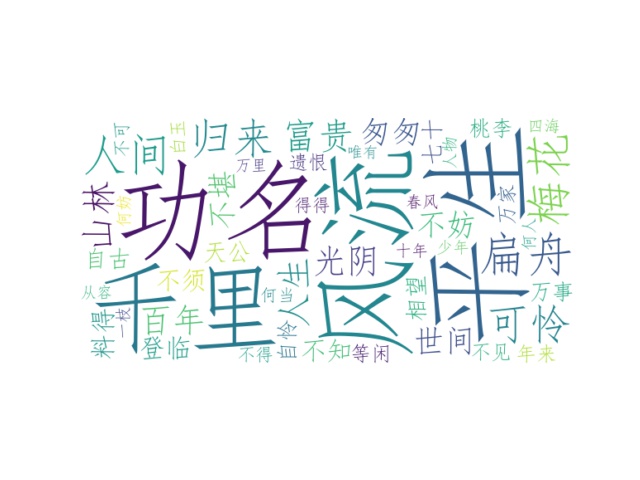 不可
白玉
归来
富贵
匆匆
七十
桃李
四海
人间
唯有
人物
万里
遗恨
山林
何妨
功名
不堪
得得
风流
春风
不妨
万家
平生
梅花
何人
自古
天公
光阴
十年
少年
扁舟
从容
千里
不须
何当
人生
相望
万事
料得
一枝
百年
可怜
登临
不得
自怜
不知
等闲
世间
不见
年来